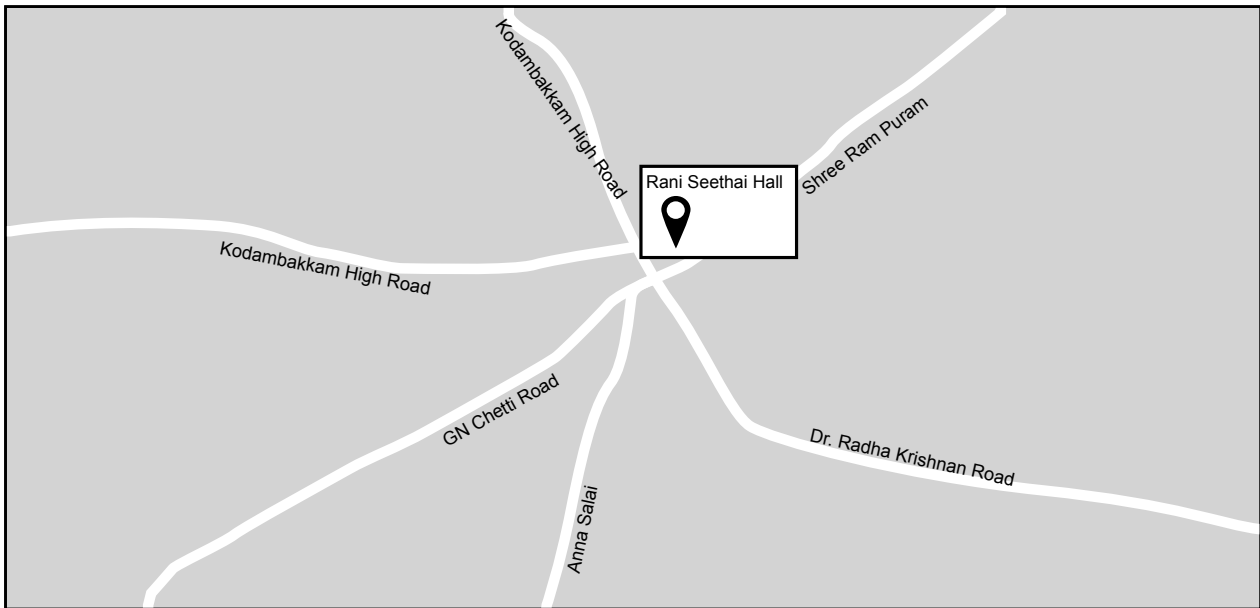 Kodambakkam High Road
Shree Ram Puram
Rani Seethai Hall
Kodambakkam High Road
GN Chetti Road
Dr. Radha Krishnan Road
Anna Salai